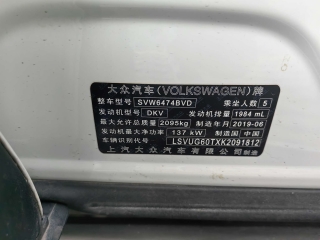 大众汽车(VOLKSWAGEN)牌
整车型号 SVW6474BVD 乘坐人数 5
发动机型号 DKV 发动机排量 1984 mL
最大允许总质量 2095kg 制造年月 2019-06
发动机最大净功率 137 kW 制造国 中国
车辆识别代号 LSVUG60TXK2091812
上汽大众汽车有限公司 制造